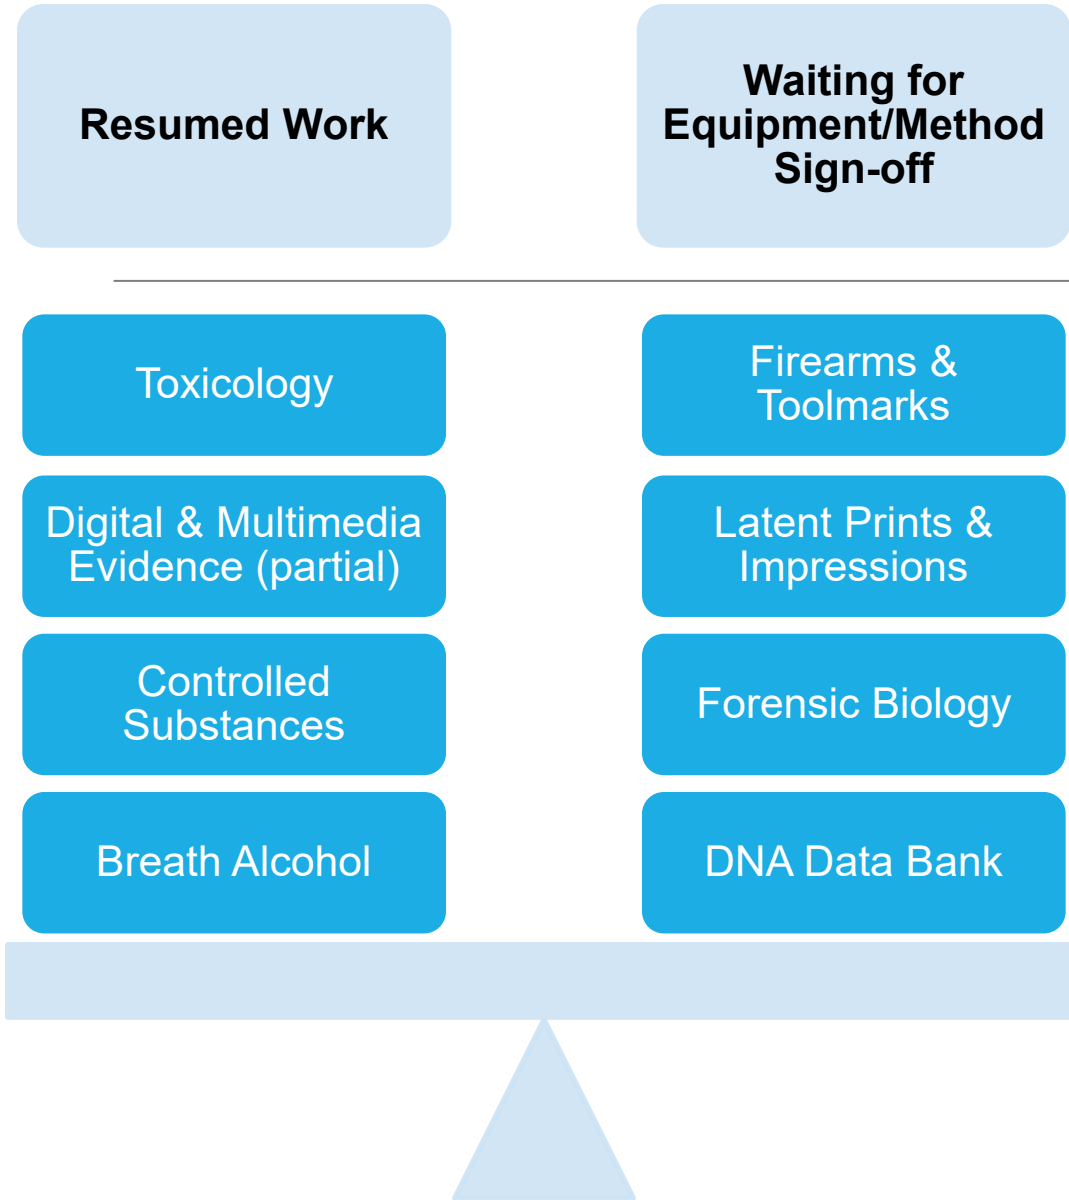 Resumed Work
Waiting for
Equipment/Method
Sign-off
Toxicology
Firearms &
Toolmarks
Digital & Multimedia
Evidence (partial)
Latent Prints &
Impressions
Controlled
Substances
Forensic Biology
Breath Alcohol
DNA Data Bank